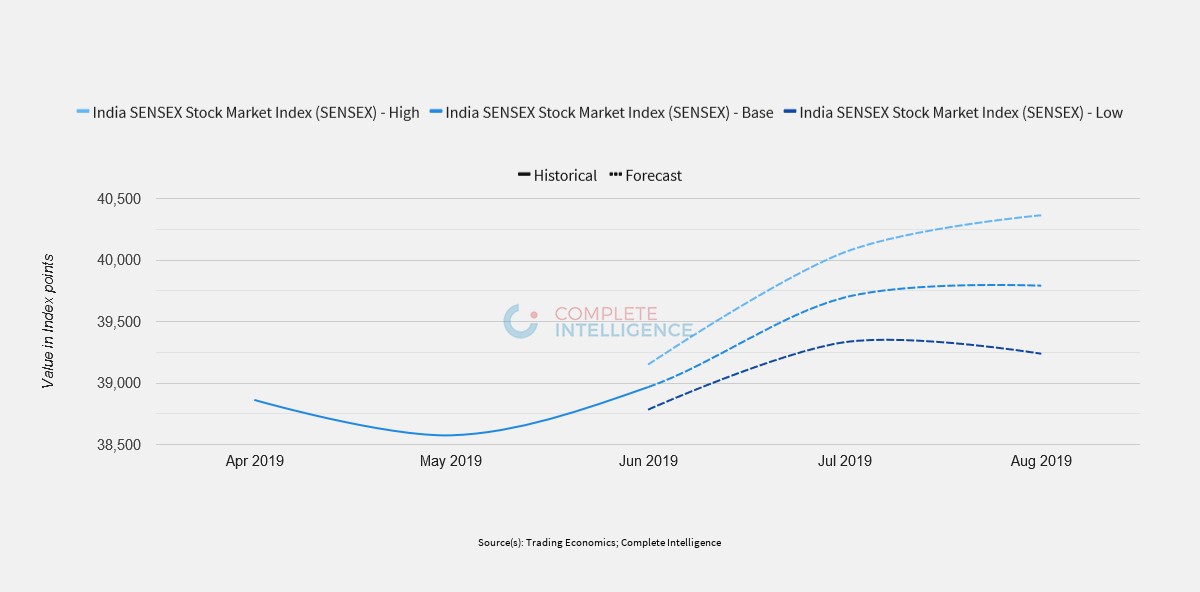 India SENSEX Stock Market Index (SENSEX) - High India SENSEX Stock Market Index (SENSEX) - Base India SENSEX Stock Market Index (SENSEX) - Low
Historical Forecast
40,500
40,000
39,500
39,000
38,500
Value in Index points
COMPLETE
INTELLIGENCE
Apr 2019 May 2019 Jun 2019 Jul 2019 Aug 2019
Source(s): Trading Economics; Complete Intelligence